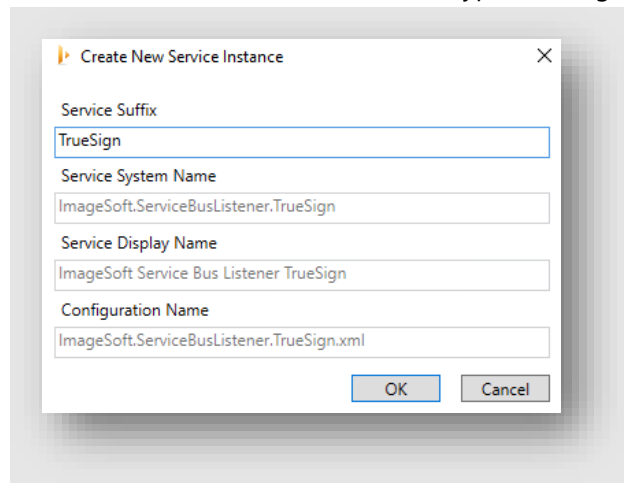 Create New Service Instance
Service Suffix
TrueSign
Service System Name
ImageSoft.ServiceBusListener.TrueSign
Service Display Name
ImageSoft Service Bus Listener TrueSign
Configuration Name
ImageSoft.ServiceBusListener.TrueSign.xml
OK Cancel